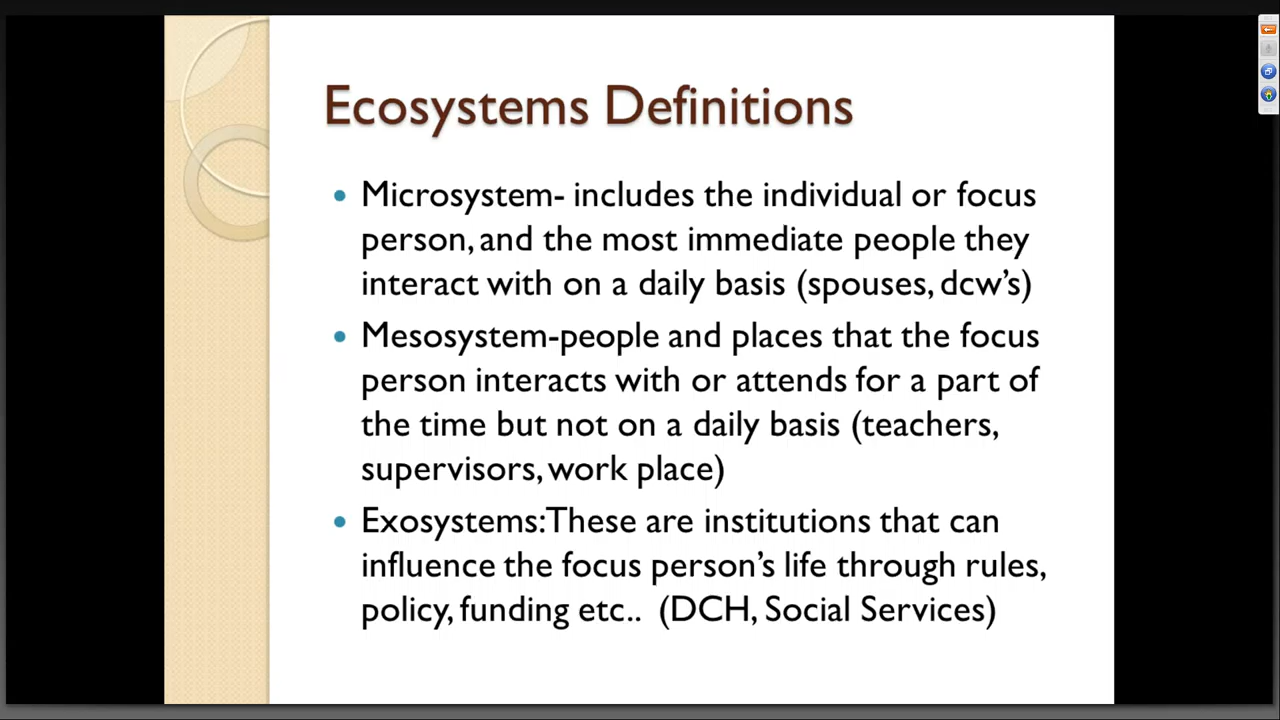 Ecosystems Definitions
• Microsystem- includes the individual or focus
person, and the most immediate people they
interact with on a daily basis (spouses, dcw's)
• Mesosystem-people and places that the focus
person interacts with or attends for a part of
the time but not on a daily basis (teachers,
supervisors, work place)
• Exosystems:These are institutions that can
influence the focus person's life through rules,
policy, funding etc.. (DCH, Social Services)